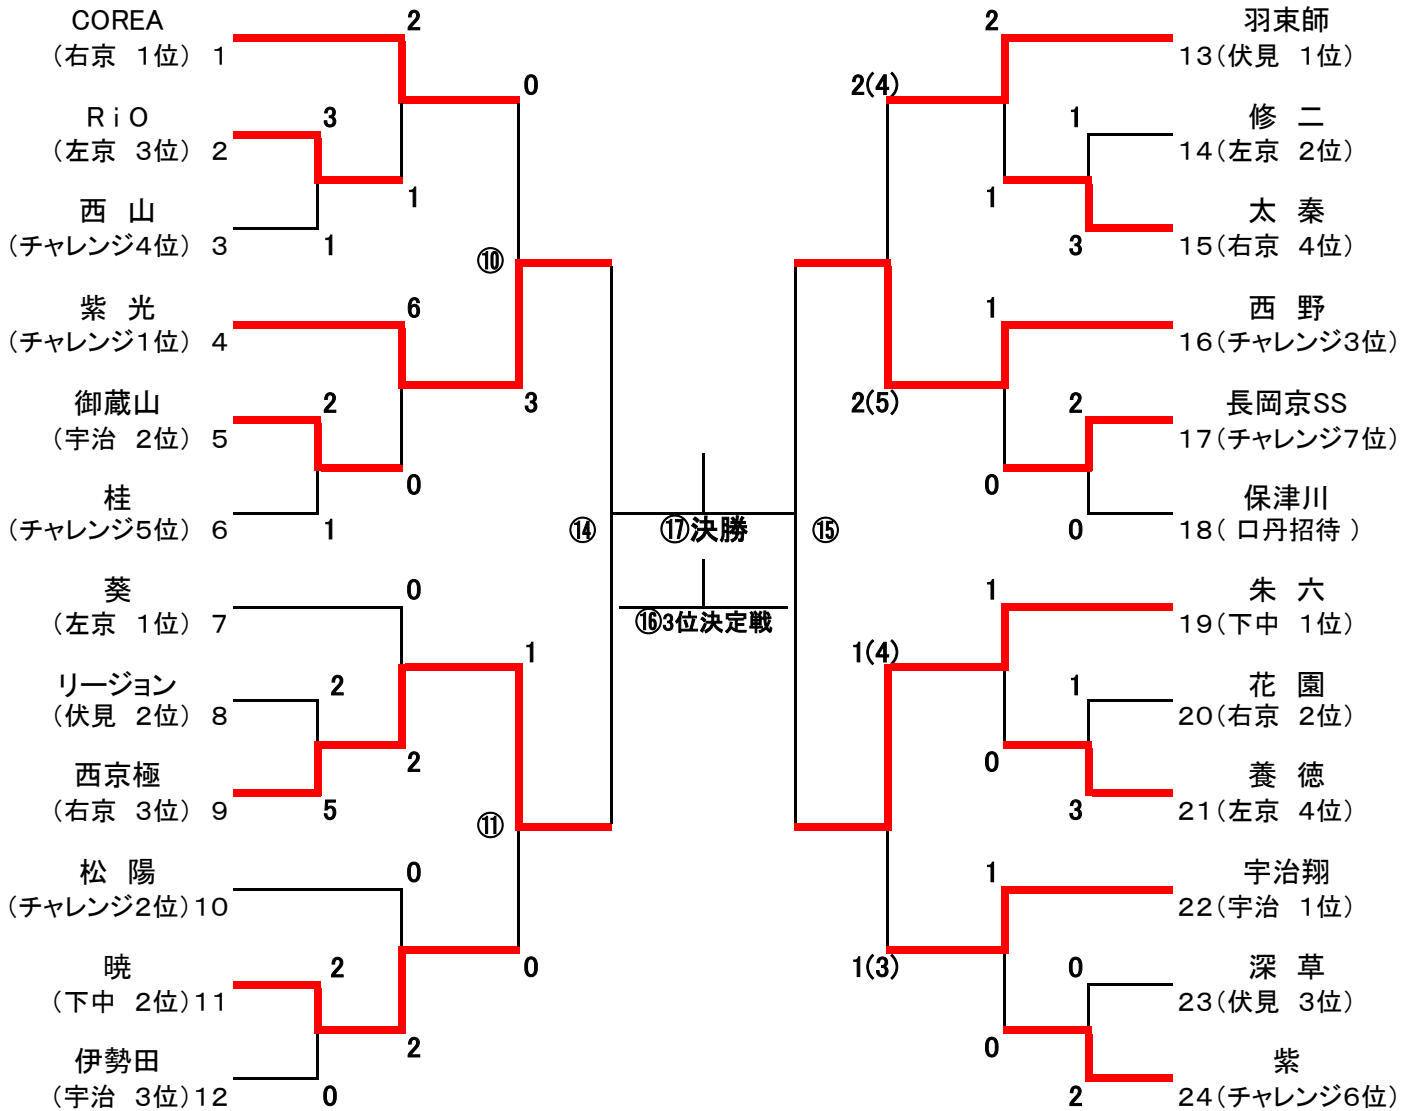 COREA
2
(右京 1位) 1
0
RiO
3
(左京 3位) 2
1
西 山
(チャレンジ4位) 3
1
⑩
紫 光
6
(チャレンジ1位) 4
3
御蔵山
2
(宇治 2位) 5
0
桂
(チャレンジ5位) 6
1
⑭
葵
0
(左京 1位) 7
1
リージョン
2
(伏見 2位) 8
2
西京極
(右京 3位) 9
5
⑪
松 陽
0
(チャレンジ2位)10
0
暁
2
(下中 2位)11
2
伊勢田
(宇治 3位)12
0
⑰決勝
⑯3位決定戦
2
羽束師
13(伏見 1位)
2(4)
1
修 二
14(左京 2位)
1
太 秦
15(右京 4位)
3
1
西 野
16(チャレンジ3位)
2(5)
2
長岡京SS
17(チャレンジ7位)
0
保津川
18( 口丹招待 )
0
⑮
1
朱 六
19(下中 1位)
1(4)
1
花 園
20(右京 2位)
0
養 徳
21(左京 4位)
3
1
宇治翔
22(宇治 1位)
1(3)
0
深 草
23(伏見 3位)
0
紫
24(チャレンジ6位)
2